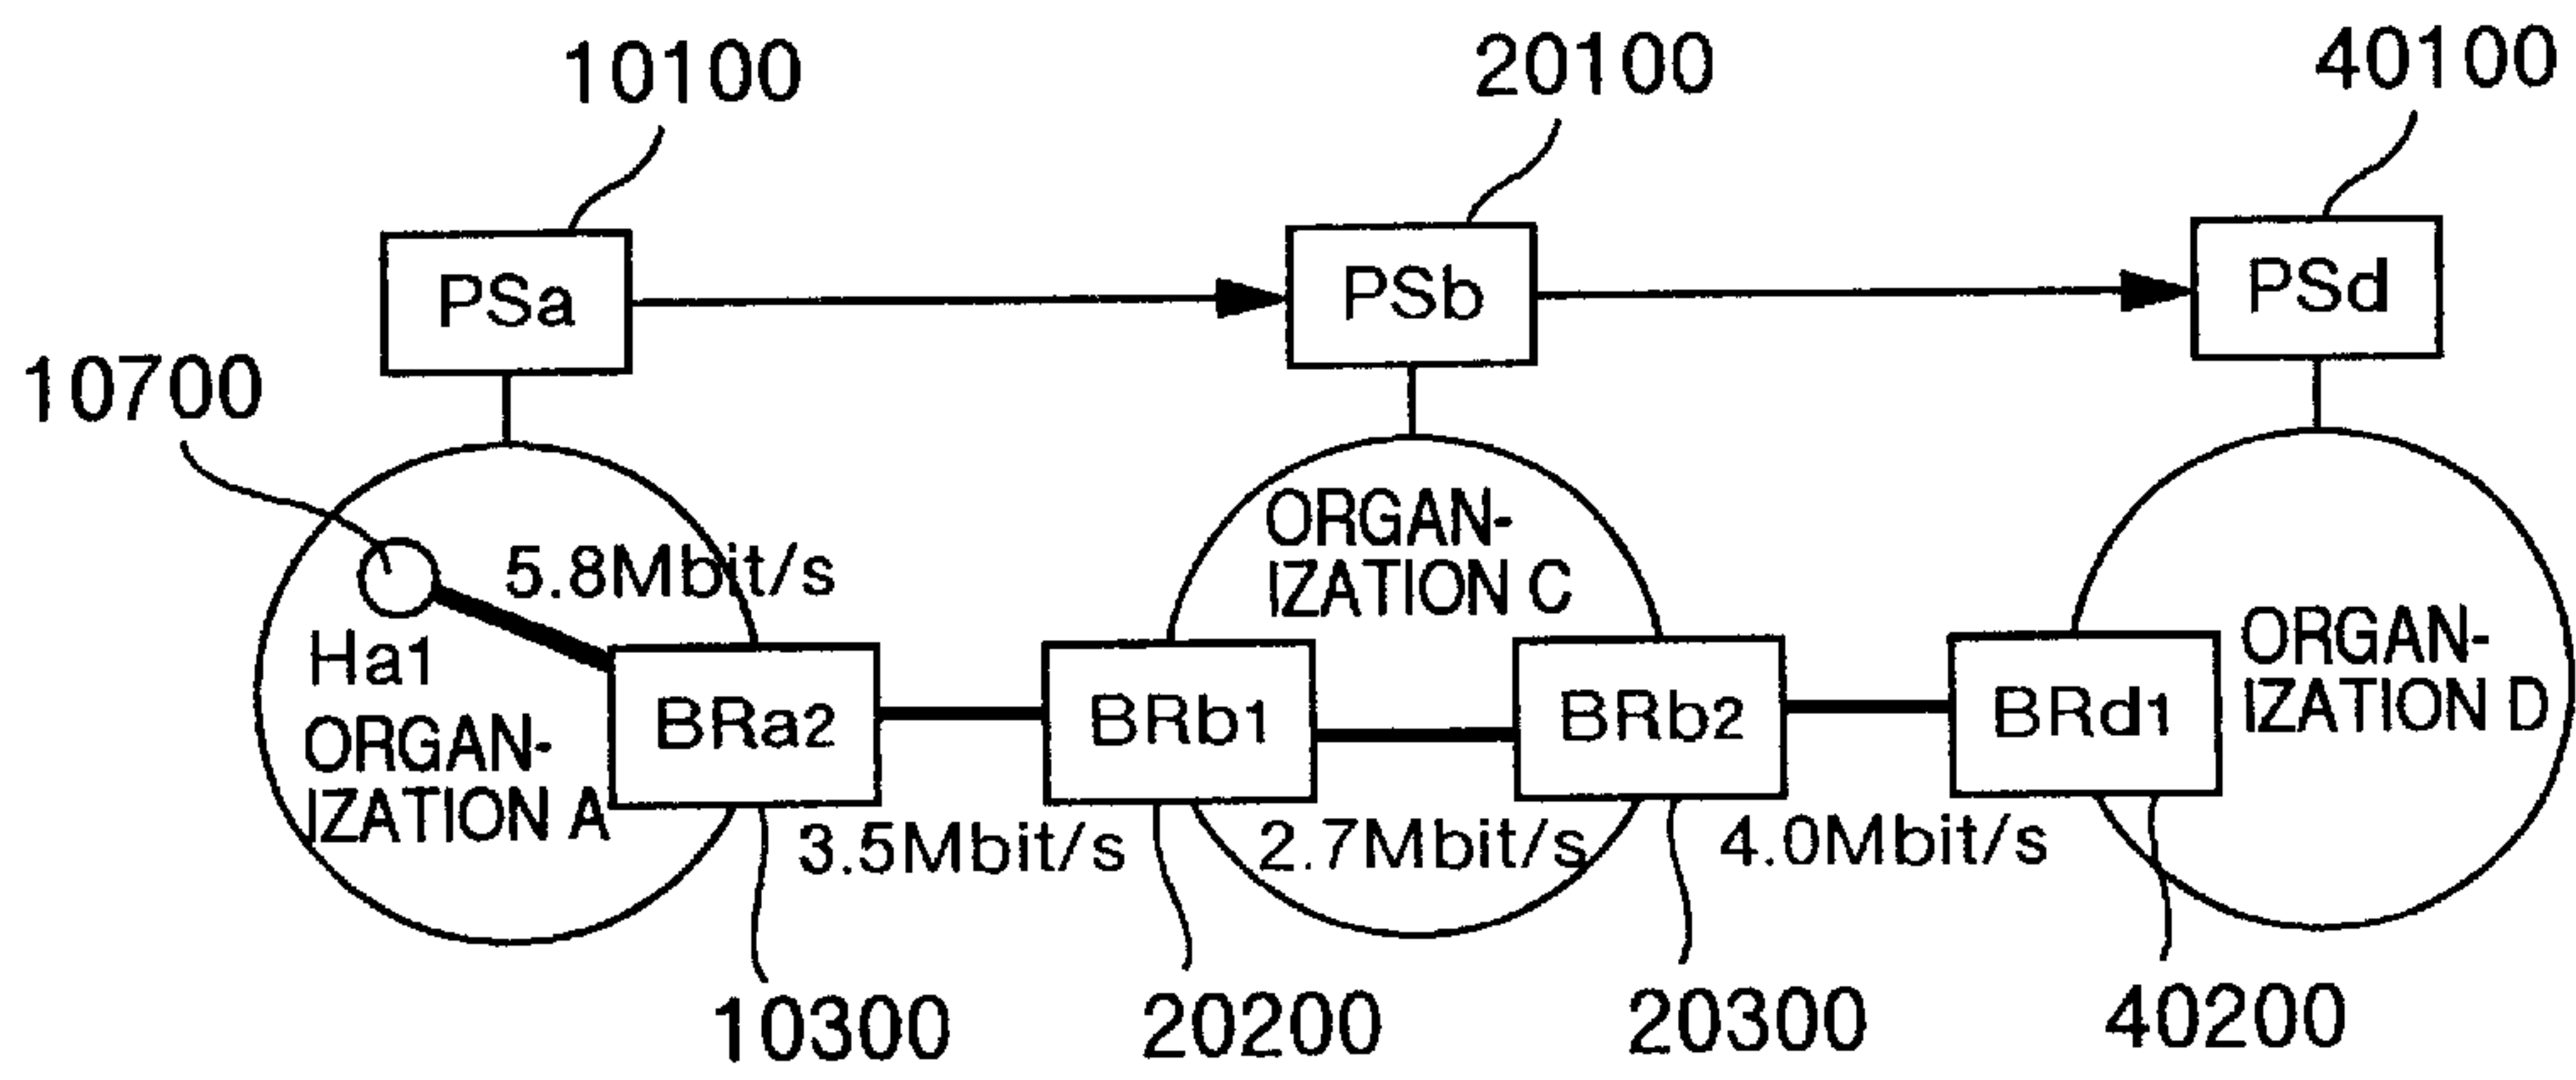 10100
20100
40100
PSa
PSb
PSd
10700
5.8Mbit/s
Ha1
ORGAN-
IZATION A
ORGAN-
IZATION C
ORGAN-
IZATION D
BRa2
BRb1
BRb2
BRd1
3.5Mbit/s
2.7Mbit/s
4.0Mbit/s
10300
20200
20300
40200